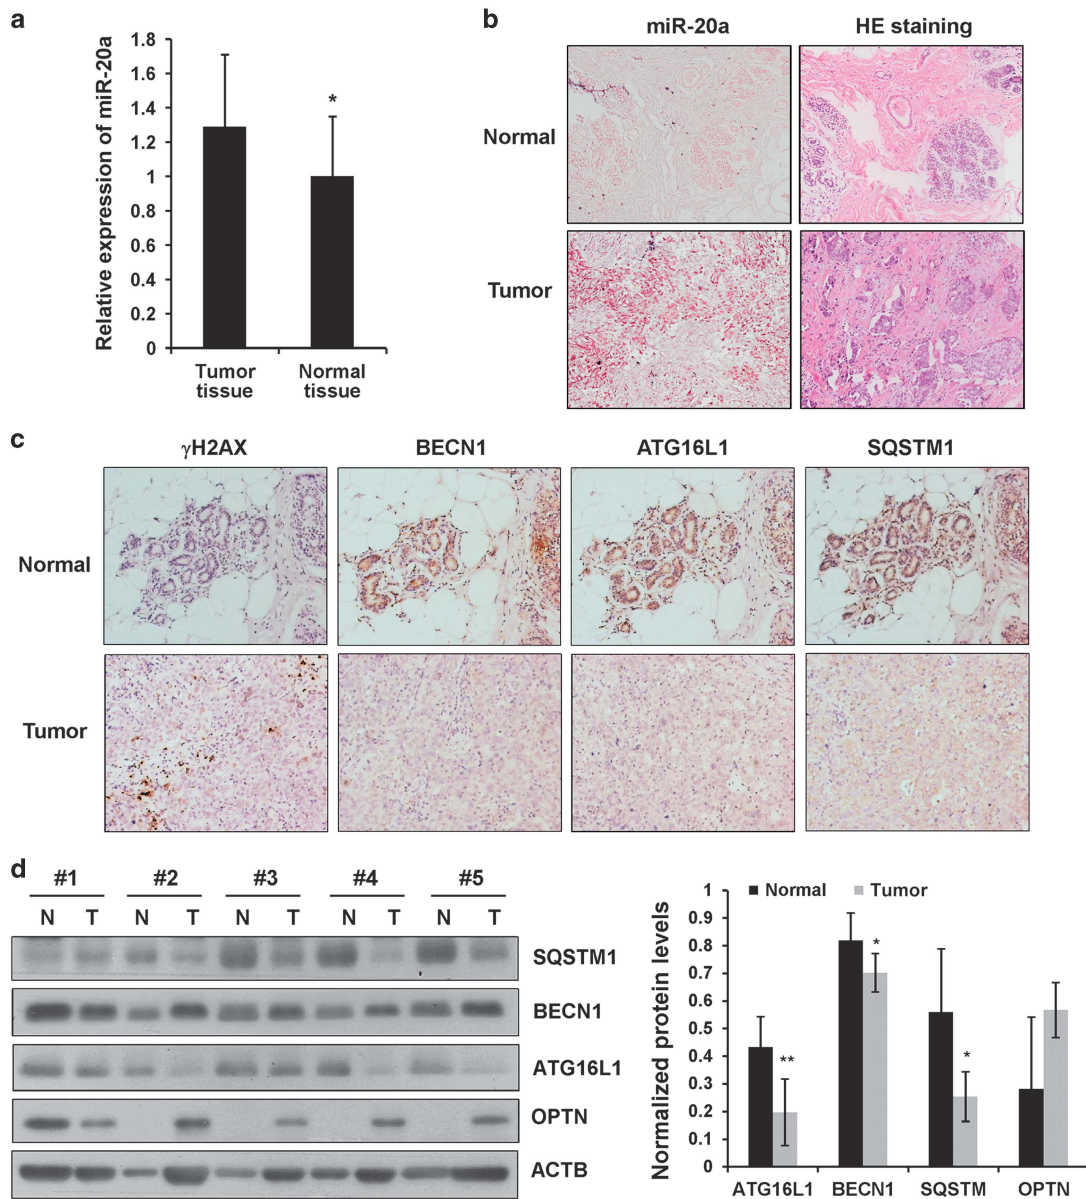 a
Relative expression of miR-20a
1.8
1.6
1.4
1.2
1
0.8
0.6
0.4
0.2
0
*
Tumor
tissue
Normal
tissue
b
miR-20a
HE staining
Normal
Tumor
c
γH2AX
BECN1
ATG16L1
SQSTM1
Normal
Tumor
d
#1
#2
#3
#4
#5
N T N T N T N T N T
SQSTM1
BECN1
ATG16L1
OPTN
ACTB
Normalized protein levels
1
0.9
0.8
0.7
0.6
0.5
0.4
0.3
0.2
0.1
0
Normal
Tumor
**
*
*
ATG16L1
BECN1
SQSTM
OPTN